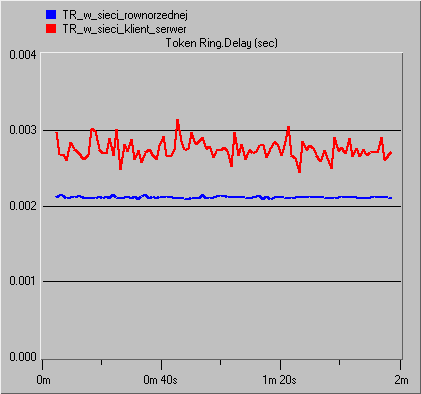 TR_w_sieci_rownorzednej
TR_w_sieci_klient_serwer
Token Ring.Delay (sec)
0.004
0.003
0.002
0.001
0.000
0m 0m 40s 1m 20s 2m